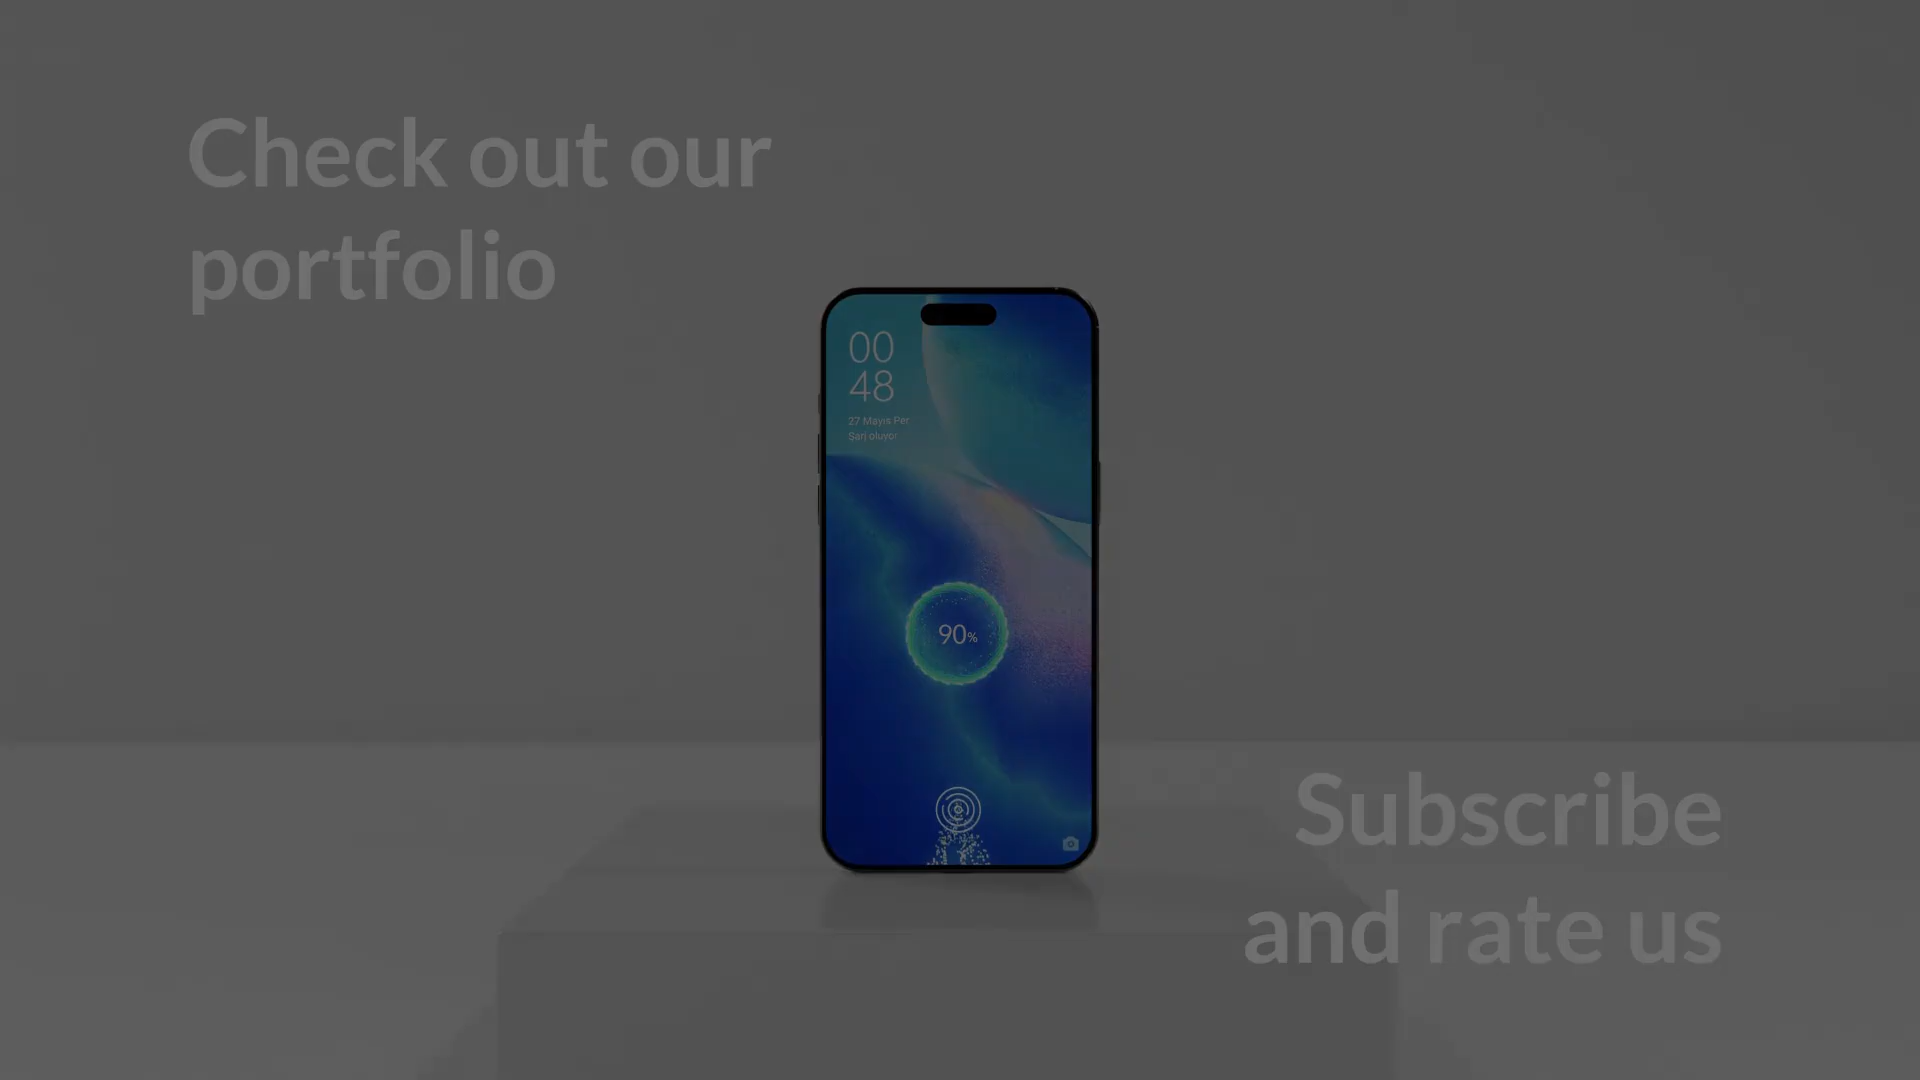 Check out our
portfolio
00
48
27 Mayıs Per
Şarj oluyor
90%
Subscribe
and rate us